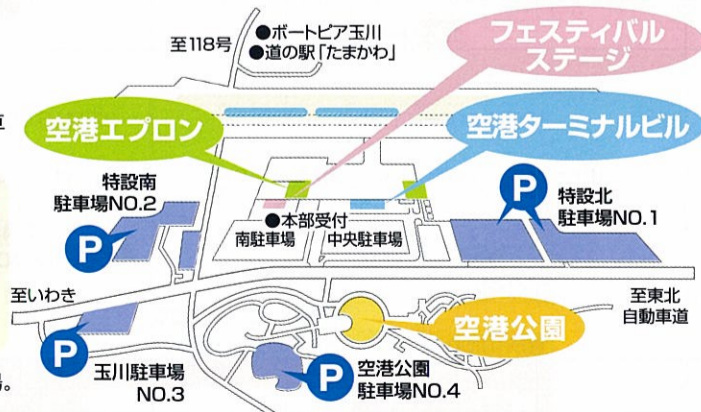 至118号
●ボートピア玉川
●道の駅「たまかわ」
フェスティバル
ステージ
空港エプロン
空港ターミナルビル
特設南
駐車場NO.2
P
P
特設北
駐車場NO.1
●本部受付
南駐車場
中央駐車場
至いわき
至東北
自動車道
空港公園
P
玉川駐車場
NO.3
P
空港公園
駐車場NO.4
場。